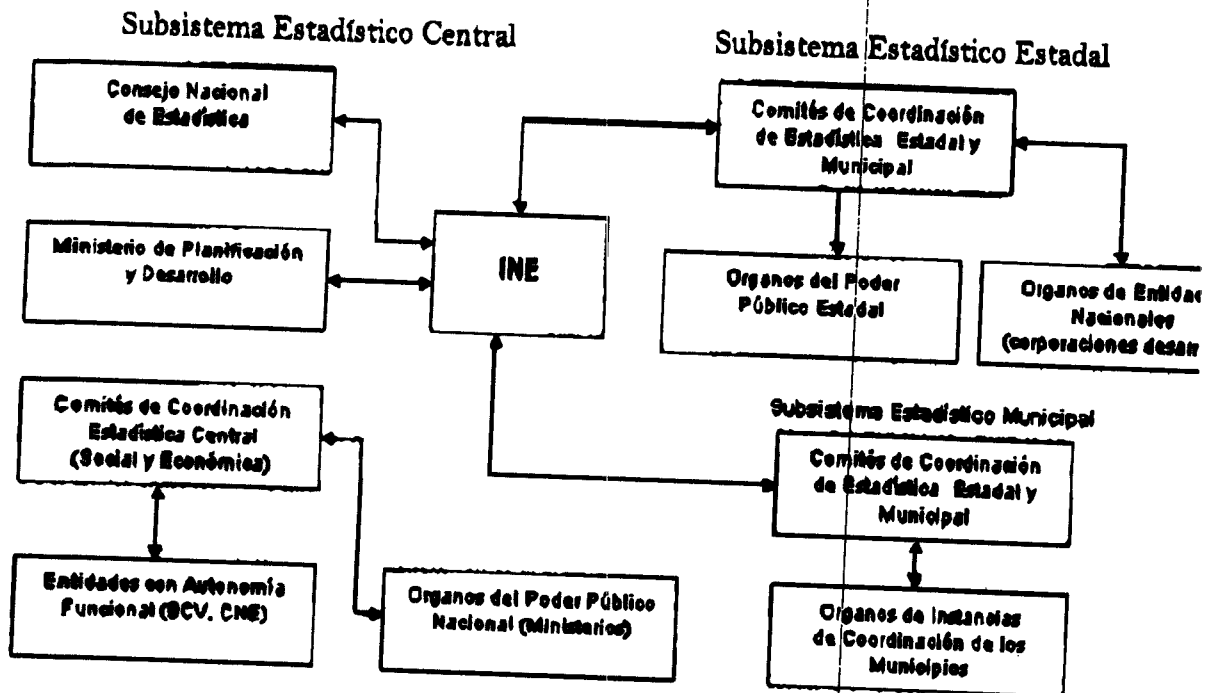 Subsistema Estadístico Central
Consejo Nacional
de Estadística
Ministerio de Planificación
y Desarrollo
INE
Comités de Coordinación
Estadística Central
(Social y Económica)
Entidades con Autonomía
Funcional (BCV, CNE)
Organos del Poder Público
Nacional (Ministerios)
Subsistema Estadístico Estadal
Comités de Coordinación
de Estadística Estadal y
Municipal
Organos del Poder
Público Estadal
Organos de Entidad
Nacionales
(corporaciones desarr
Subsistema Estadístico Municipal
Comités de Coordinación
de Estadística Estadal y
Municipal
Organos de Instancias
de Coordinación de los
Municipios